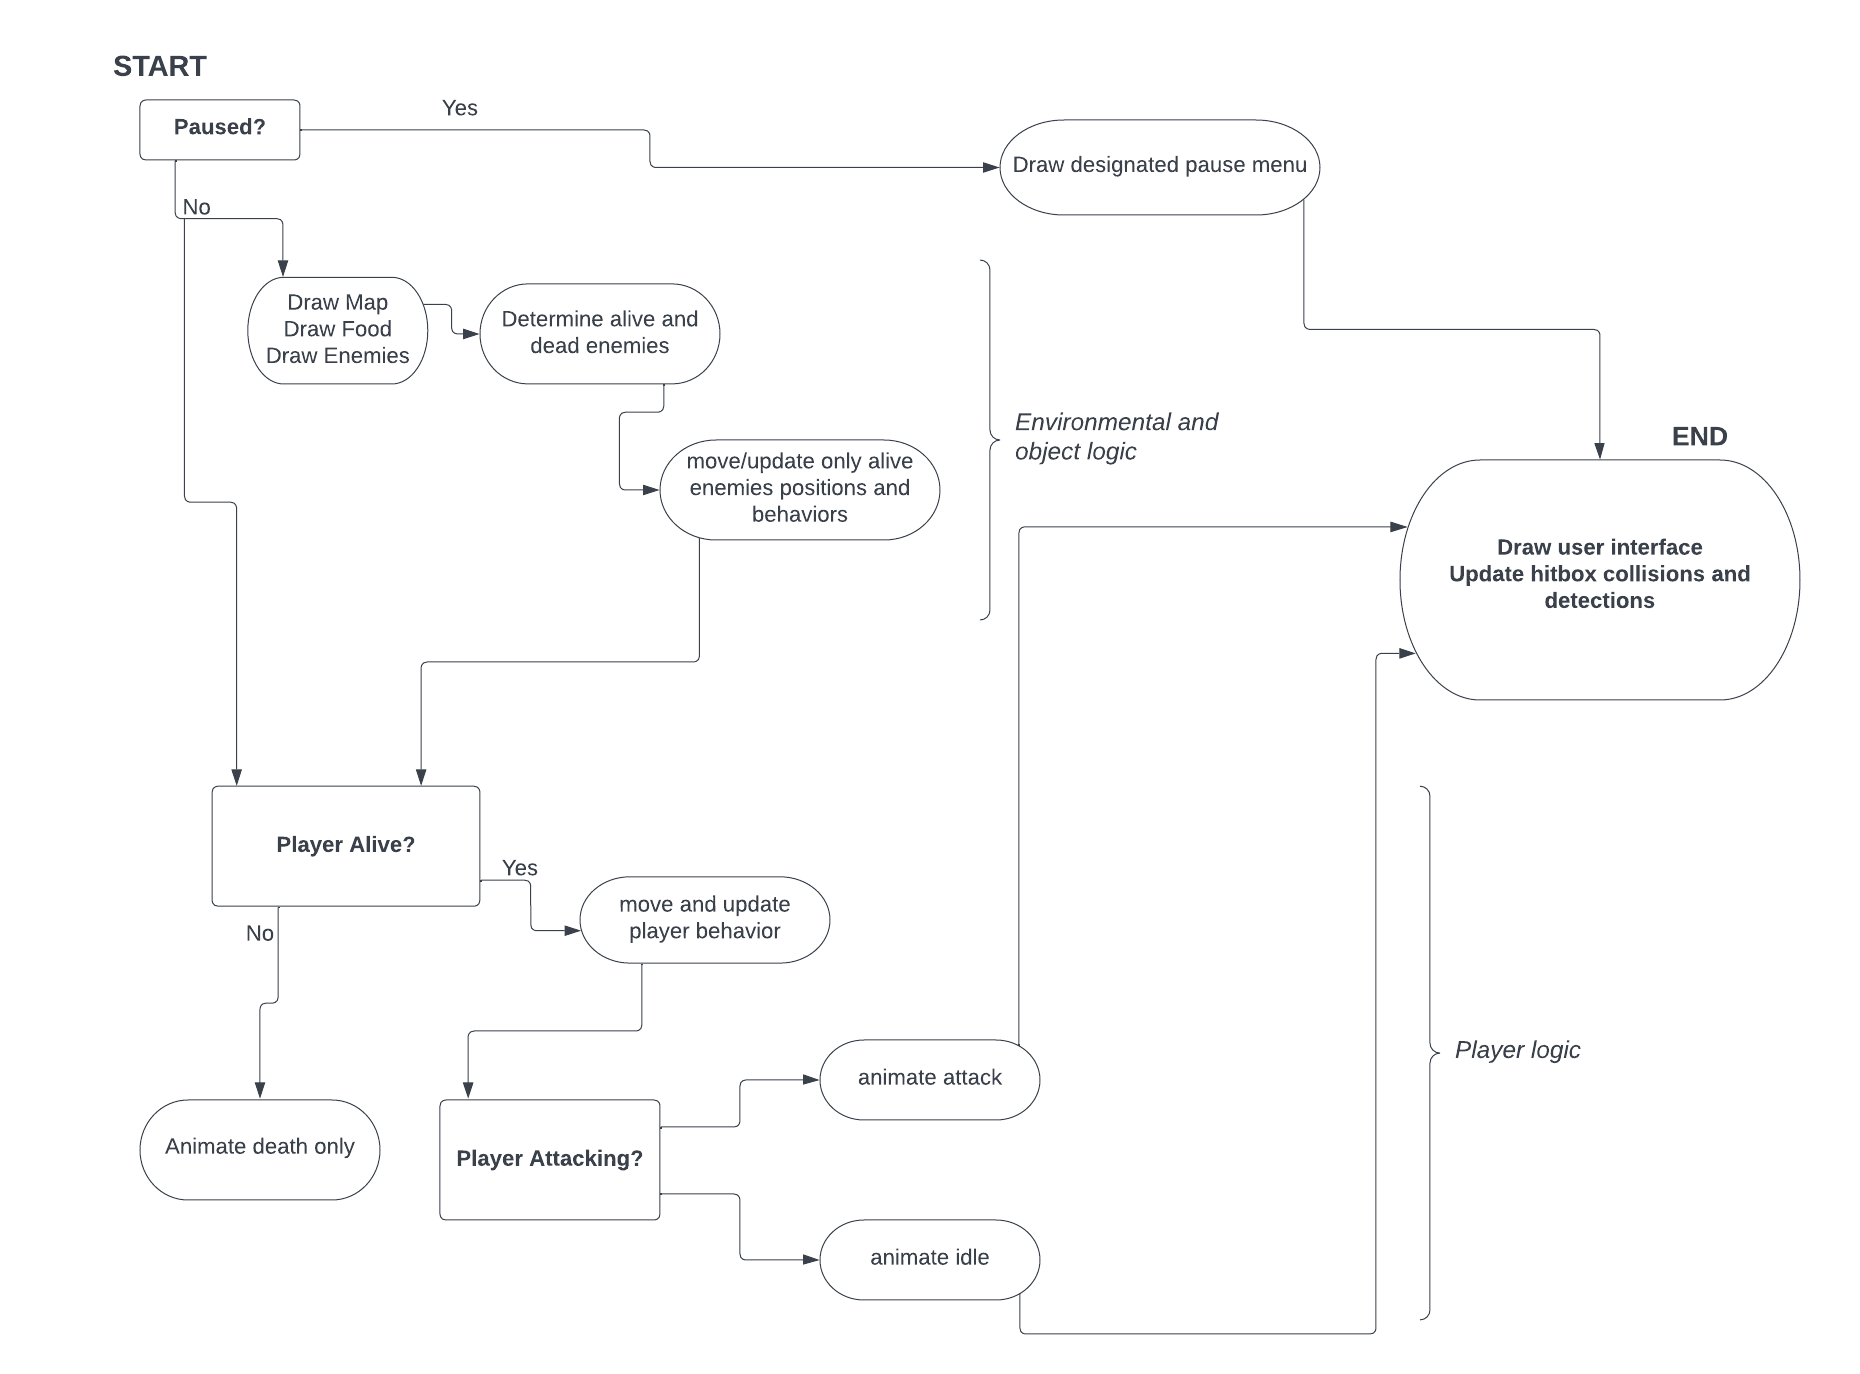 START
Paused?
Yes
Draw designated pause menu
No
Draw Map
Draw Food
Draw Enemies
Determine alive and
dead enemies
move/update only alive
enemies positions and
behaviors
Environmental and
object logic
END
Draw user interface
Update hitbox collisions and
detections
Player Alive?
Yes
No
move and update
player behavior
Animate death only
Player Attacking?
animate attack
animate idle
Player logic